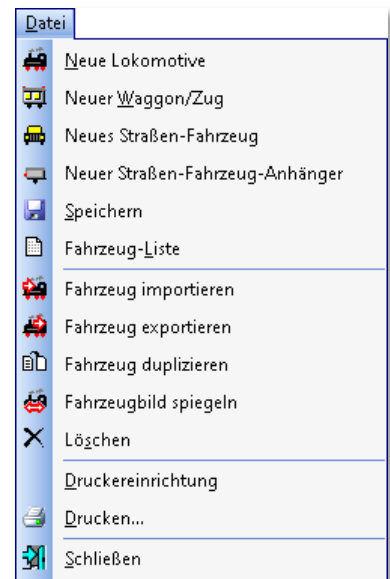 Datei
Neue Lokomotive
Neuer Waggon/Zug
Neues Straßen-Fahrzeug
Neuer Straßen-Fahrzeug-Anhänger
Speichern
Fahrzeug-Liste
Fahrzeug importieren
Fahrzeug exportieren
Fahrzeug duplizieren
Fahrzeugbild spiegeln
Löschen
Druckereinrichtung
Drucken...
Schließen